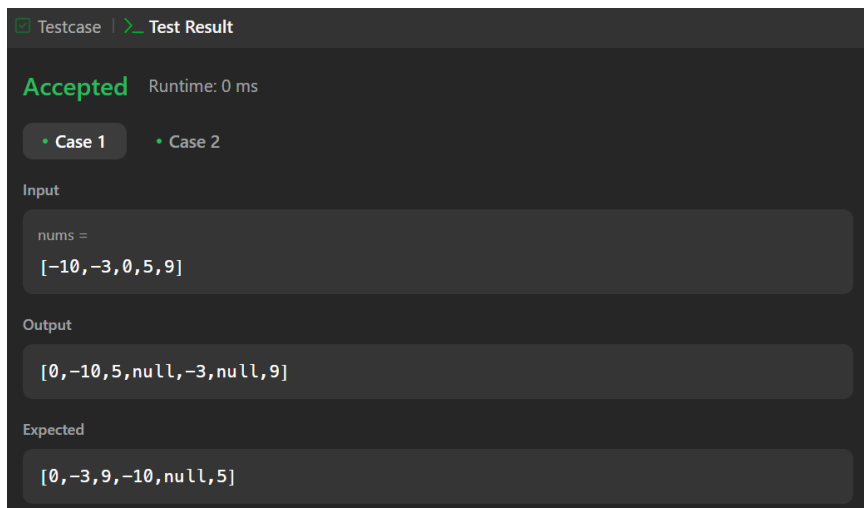 Testcase | >_ Test Result
Accepted Runtime: 0 ms
• Case 1 • Case 2
Input
nums =
[-10,-3,0,5,9]
Output
[0,-10,5,null,-3,null,9]
Expected
[0,-3,9,-10,null,5]